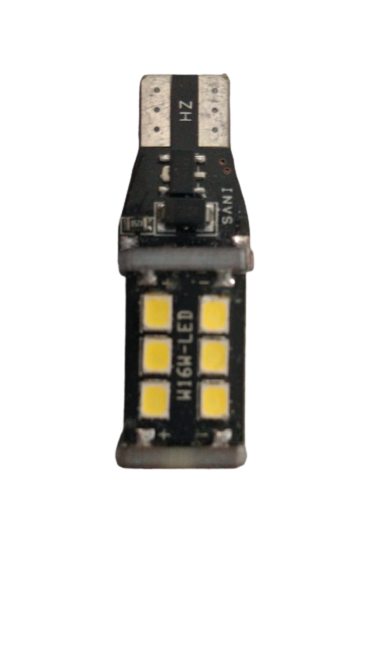 HZ
SANI
W16W-LED
+ -
+ -